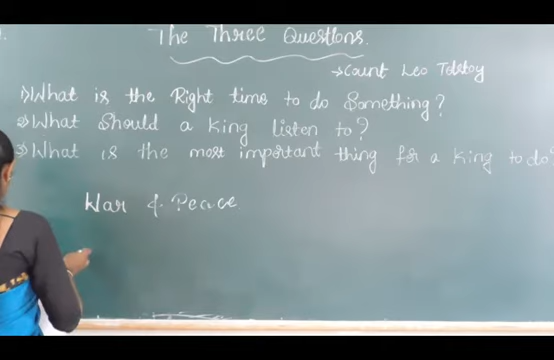 The Three Questions.
→Count Leo Tolstoy
1) What is the Right time to do Something?
2) What Should a King listen to?
3) What is the most important thing for a King to do?
War & Peace